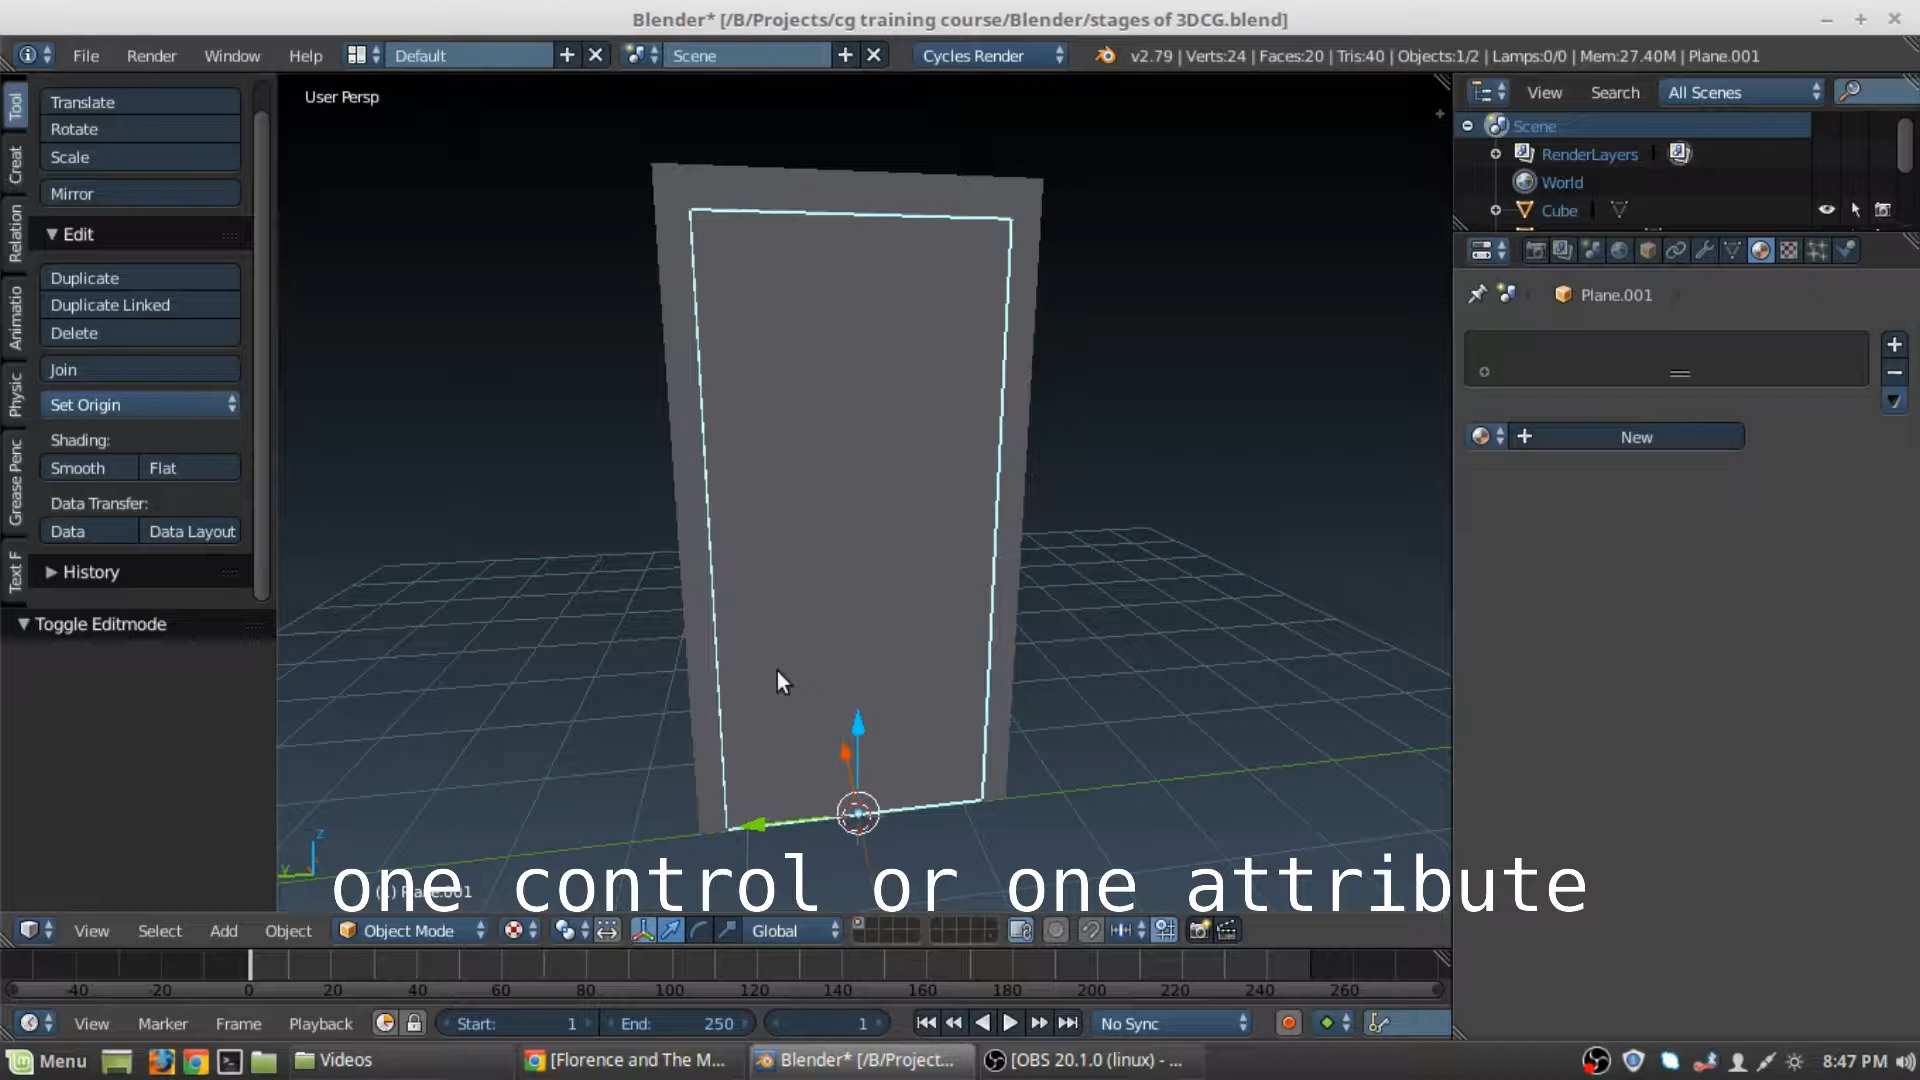 Blender* [/B/Projects/cg training course/Blender/stages of 3DCG.blend]
File Render Window Help Default Scene Cycles Render v2.79 | Verts:24 | Faces:20 | Tris:40 | Objects:1/2 | Lamps:0/0 | Mem:27.40M | Plane.001
Tool
Creat
Relation
Animatio
Physic
Grease Penc
Text F
Translate
Rotate
Scale
Mirror
Edit
Duplicate
Duplicate Linked
Delete
Join
Set Origin
Shading:
Smooth Flat
Data Transfer:
Data Data Layout
History
Toggle Editmode
User Persp
View Search All Scenes
Scene
RenderLayers
World
Cube
Plane.001
New
z
y
one control or one attribute
View Select Add Object Object Mode Global
-40 -20 0 20 40 60 80 100 120 140 160 180 200 220 240 260
View Marker Frame Playback Start: 1 End: 250 1 No Sync
Menu Videos [Florence and The M... Blender* [/B/Project... [OBS 20.1.0 (linux) - ... 8:47 PM